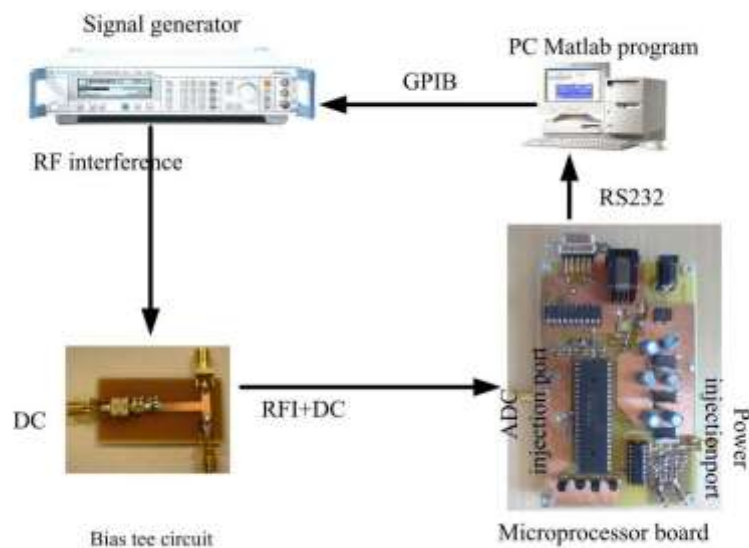 Signal generator
PC Matlab program
GPIB
RF interference
RS232
DC
RFI+DC
ADC
injection port
Power
injectionport
Bias tee circuit
Microprocessor board